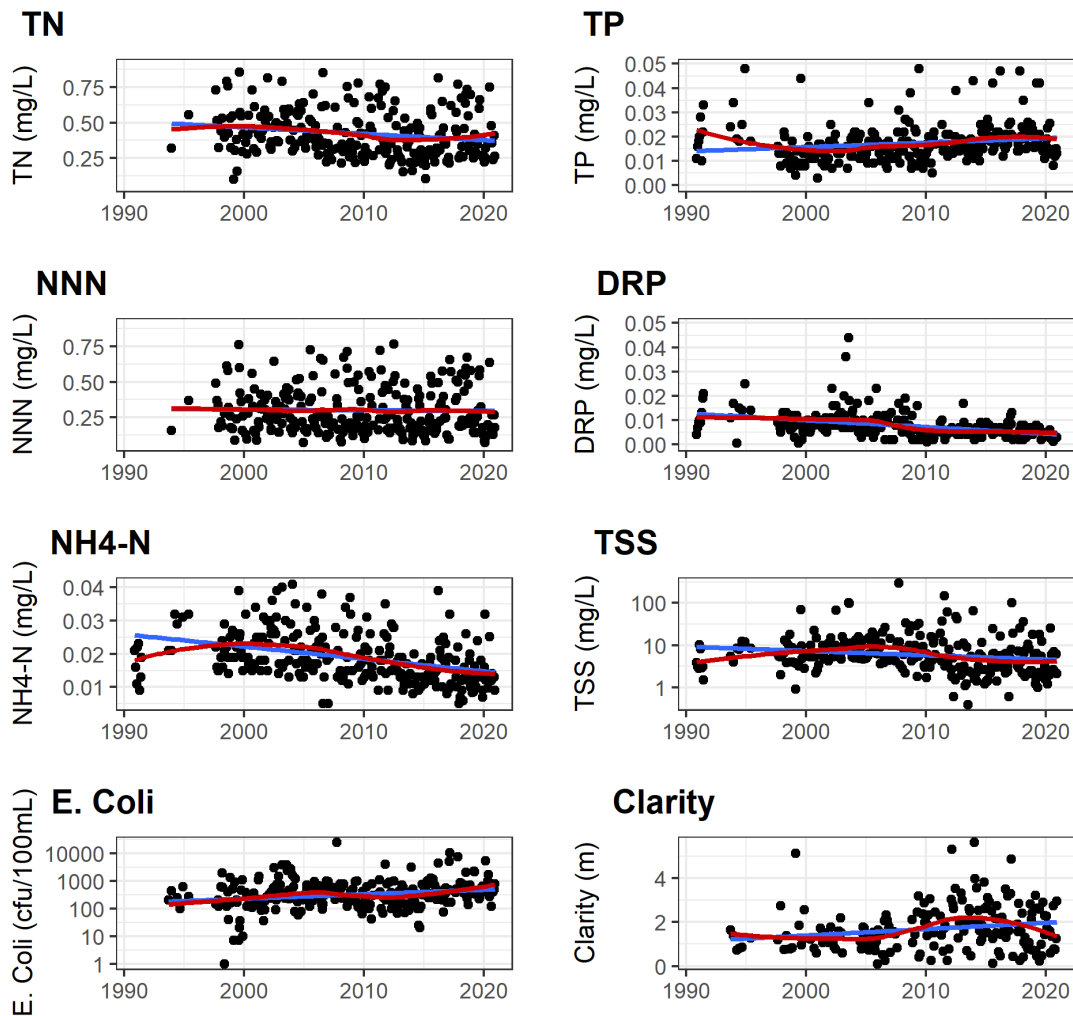 TN
TN (mg/L)
0.75
0.50
0.25
1990 2000 2010 2020
TP
TP (mg/L)
0.05
0.04
0.03
0.02
0.01
0.00
1990 2000 2010 2020
NNN
NNN (mg/L)
0.75
0.50
0.25
1990 2000 2010 2020
DRP
DRP (mg/L)
0.05
0.04
0.03
0.02
0.01
0.00
1990 2000 2010 2020
NH4-N
NH4-N (mg/L)
0.04
0.03
0.02
0.01
1990 2000 2010 2020
TSS
TSS (mg/L)
100
10
1
1990 2000 2010 2020
E. Coli
E. Coli (cfu/100mL)
10000
1000
100
10
1
1990 2000 2010 2020
Clarity
Clarity (m)
4
2
0
1990 2000 2010 2020